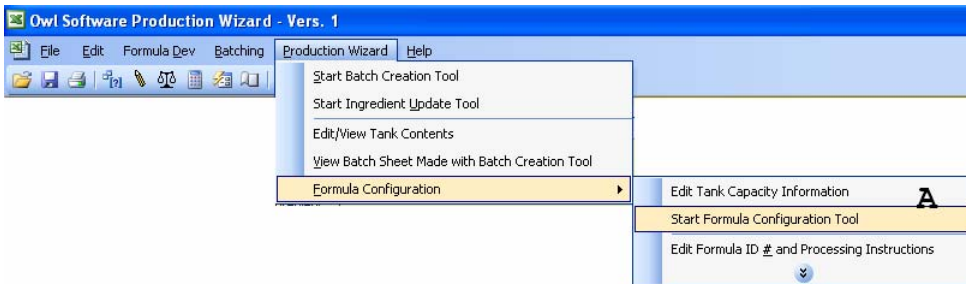 Owl Software Production Wizard - Vers. 1
File Edit Formula Dev Batching Production Wizard Help
Start Batch Creation Tool
Start Ingredient Update Tool
Edit/View Tank Contents
View Batch Sheet Made with Batch Creation Tool
Formula Configuration
Edit Tank Capacity Information
A
Start Formula Configuration Tool
Edit Formula ID # and Processing Instructions